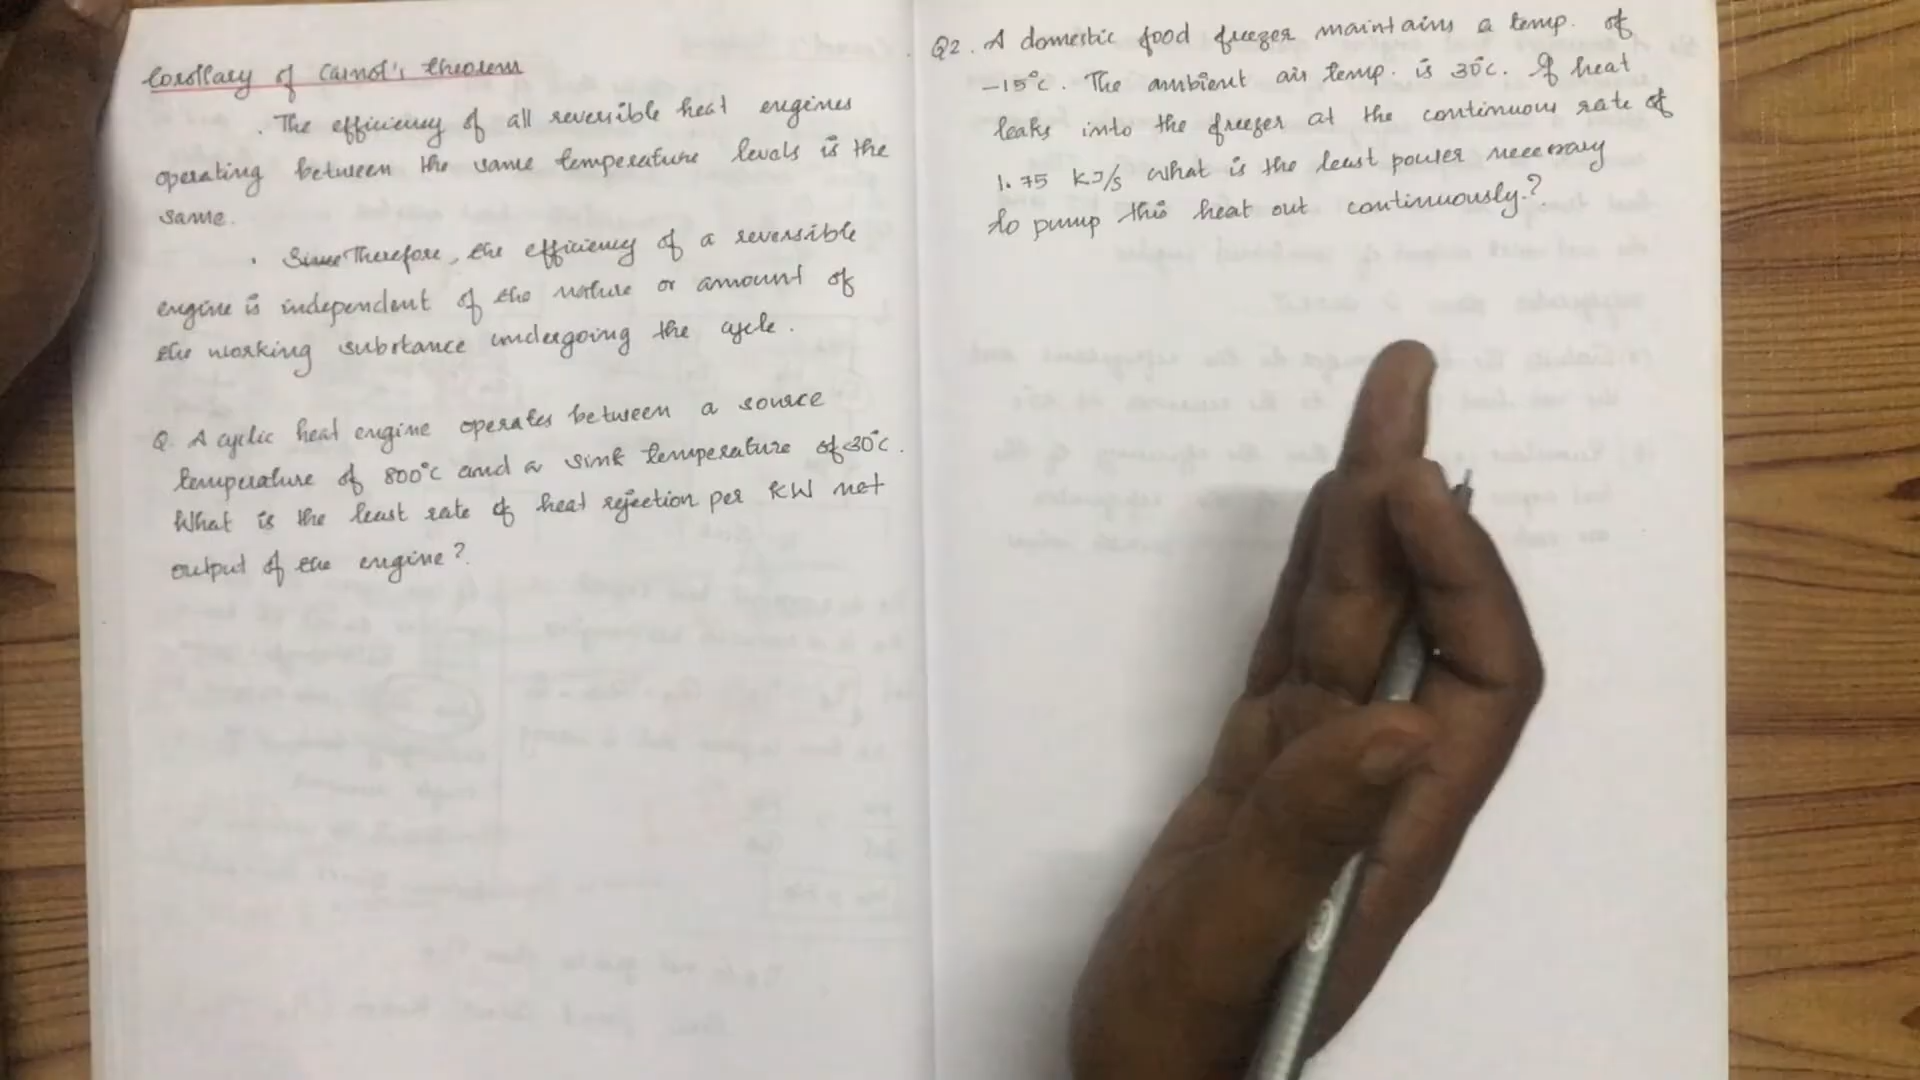 Corollary of Carnot's theorem
. The efficiency of all reversible heat engines
operating between the same temperature levels is the
same.
. Therefore, the efficiency of a reversible
engine is independent of the nature or amount of
the working substance undergoing the cycle.
Q. A cyclic heat engine operates between a source
temperature of 800°C and a sink temperature of 30°C.
What is the least rate of heat rejection per KW net
output of the engine?
Q2. A domestic food freezer maintains a temp. of
-15°C. The ambient air temp. is 30°C. If heat
leaks into the freezer at the continuous rate of
1.75 kJ/s what is the least power necessary
to pump this heat out continuously?